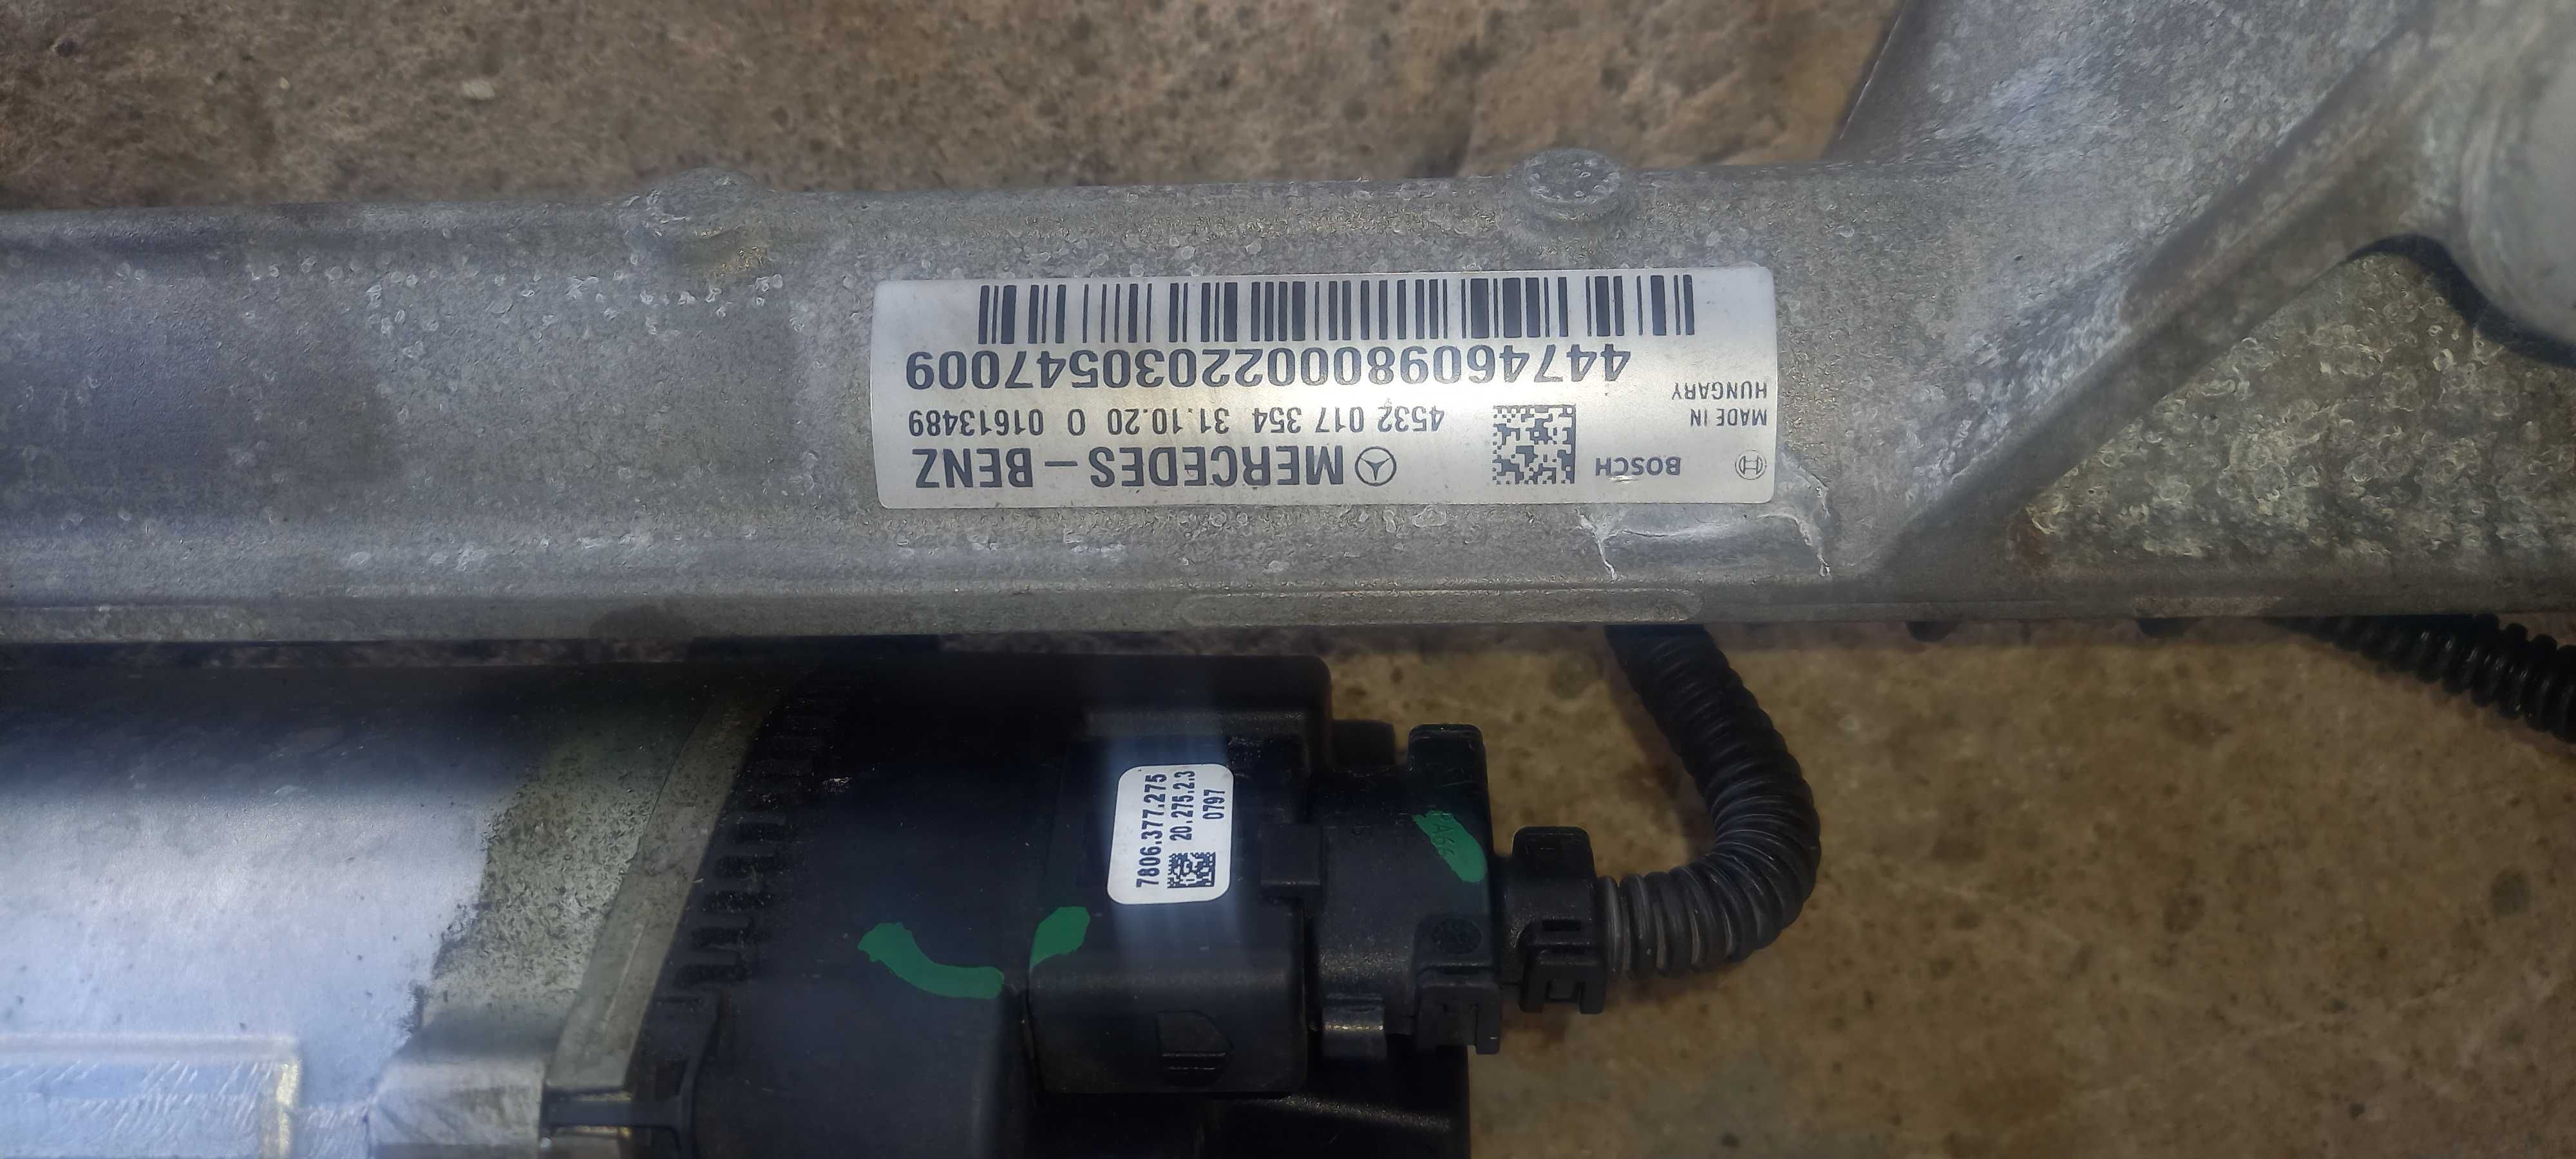 BOSCH
MERCEDES – BENZ
MADE IN
HUNGARY
4532 017 354 31.10.20 0 01613489
4474609800022030547009
7806.377.275
20.275.2.3
0797